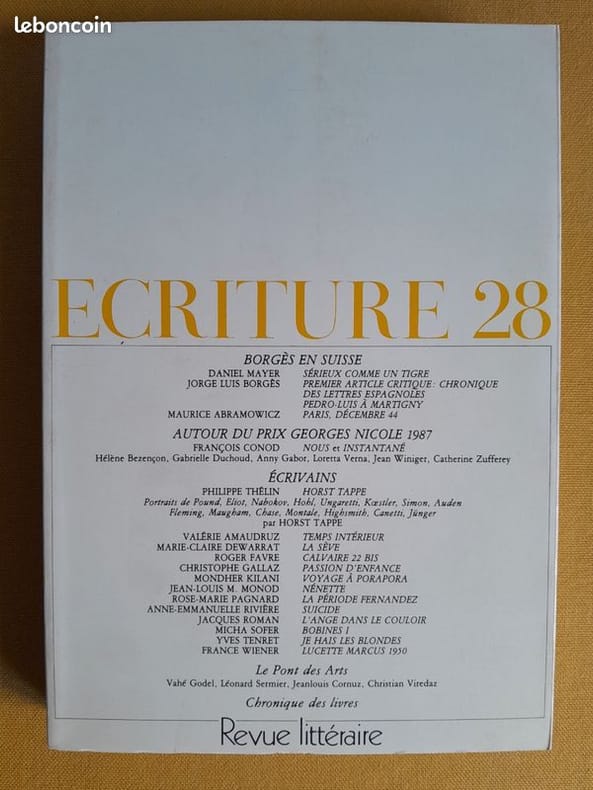 leboncoin
ECRITURE 28
BORGÈS EN SUISSE
DANIEL MAYER SÉRIEUX COMME UN TIGRE
JORGE LUIS BORGÈS PREMIER ARTICLE CRITIQUE: CHRONIQUE
DES LETTRES ESPAGNOLES
PEDRO-LUIS À MARTIGNY
MAURICE ABRAMOWICZ PARIS, DÉCEMBRE 44
AUTOUR DU PRIX GEORGES NICOLE 1987
FRANÇOIS CONOD NOUS et INSTANTANÉ
Hélène Bezençon, Gabrielle Duchoud, Anny Gabor, Loretta Verna, Jean Winiger, Catherine Zufferey
ÉCRIVAINS
PHILIPPE THÉLIN HORST TAPPE
Portraits de Pound, Eliot, Nabokov, Hohl, Ungaretti, Kœstler, Simon, Auden
Fleming, Maugham, Chase, Montale, Highsmith, Canetti, Jünger
par HORST TAPPE
VALÉRIE AMAUDRUZ TEMPS INTÉRIEUR
MARIE-CLAIRE DEWARRAT LA SÈVE
ROGER FAVRE CALVAIRE 22 BIS
CHRISTOPHE GALLAZ PASSION D'ENFANCE
MONDHER KILANI VOYAGE À PORAPORA
JEAN-LOUIS M. MONOD NÉNETTE
ROSE-MARIE PAGNARD LA PÉRIODE FERNANDEZ
ANNE-EMMANUELLE RIVIÈRE SUICIDE
JACQUES ROMAN L'ANGE DANS LE COULOIR
MICHA SOFER BOBINES I
YVES TENRET JE HAIS LES BLONDES
FRANCE WIENER LUCETTE MARCUS 1950
Le Pont des Arts
Vahé Godel, Léonard Sermier, Jeanlouis Cornuz, Christian Viredaz
Chronique des livres
Revue littéraire